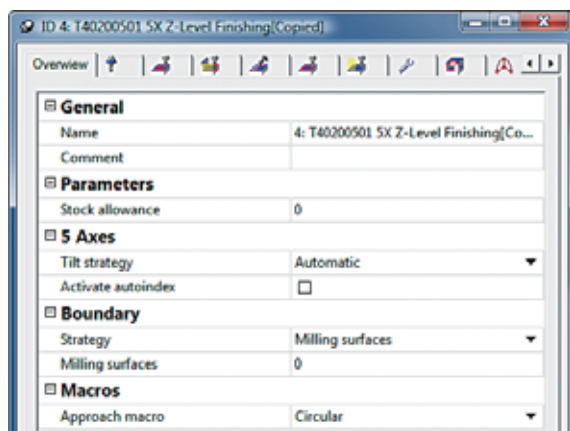 ID 4: T40200501 5X Z-Level Finishing[Copied]
Overview
General
Name 4: T40200501 5X Z-Level Finishing[Co...
Comment
Parameters
Stock allowance 0
5 Axes
Tilt strategy Automatic
Activate autoindex
Boundary
Strategy Milling surfaces
Milling surfaces 0
Macros
Approach macro Circular